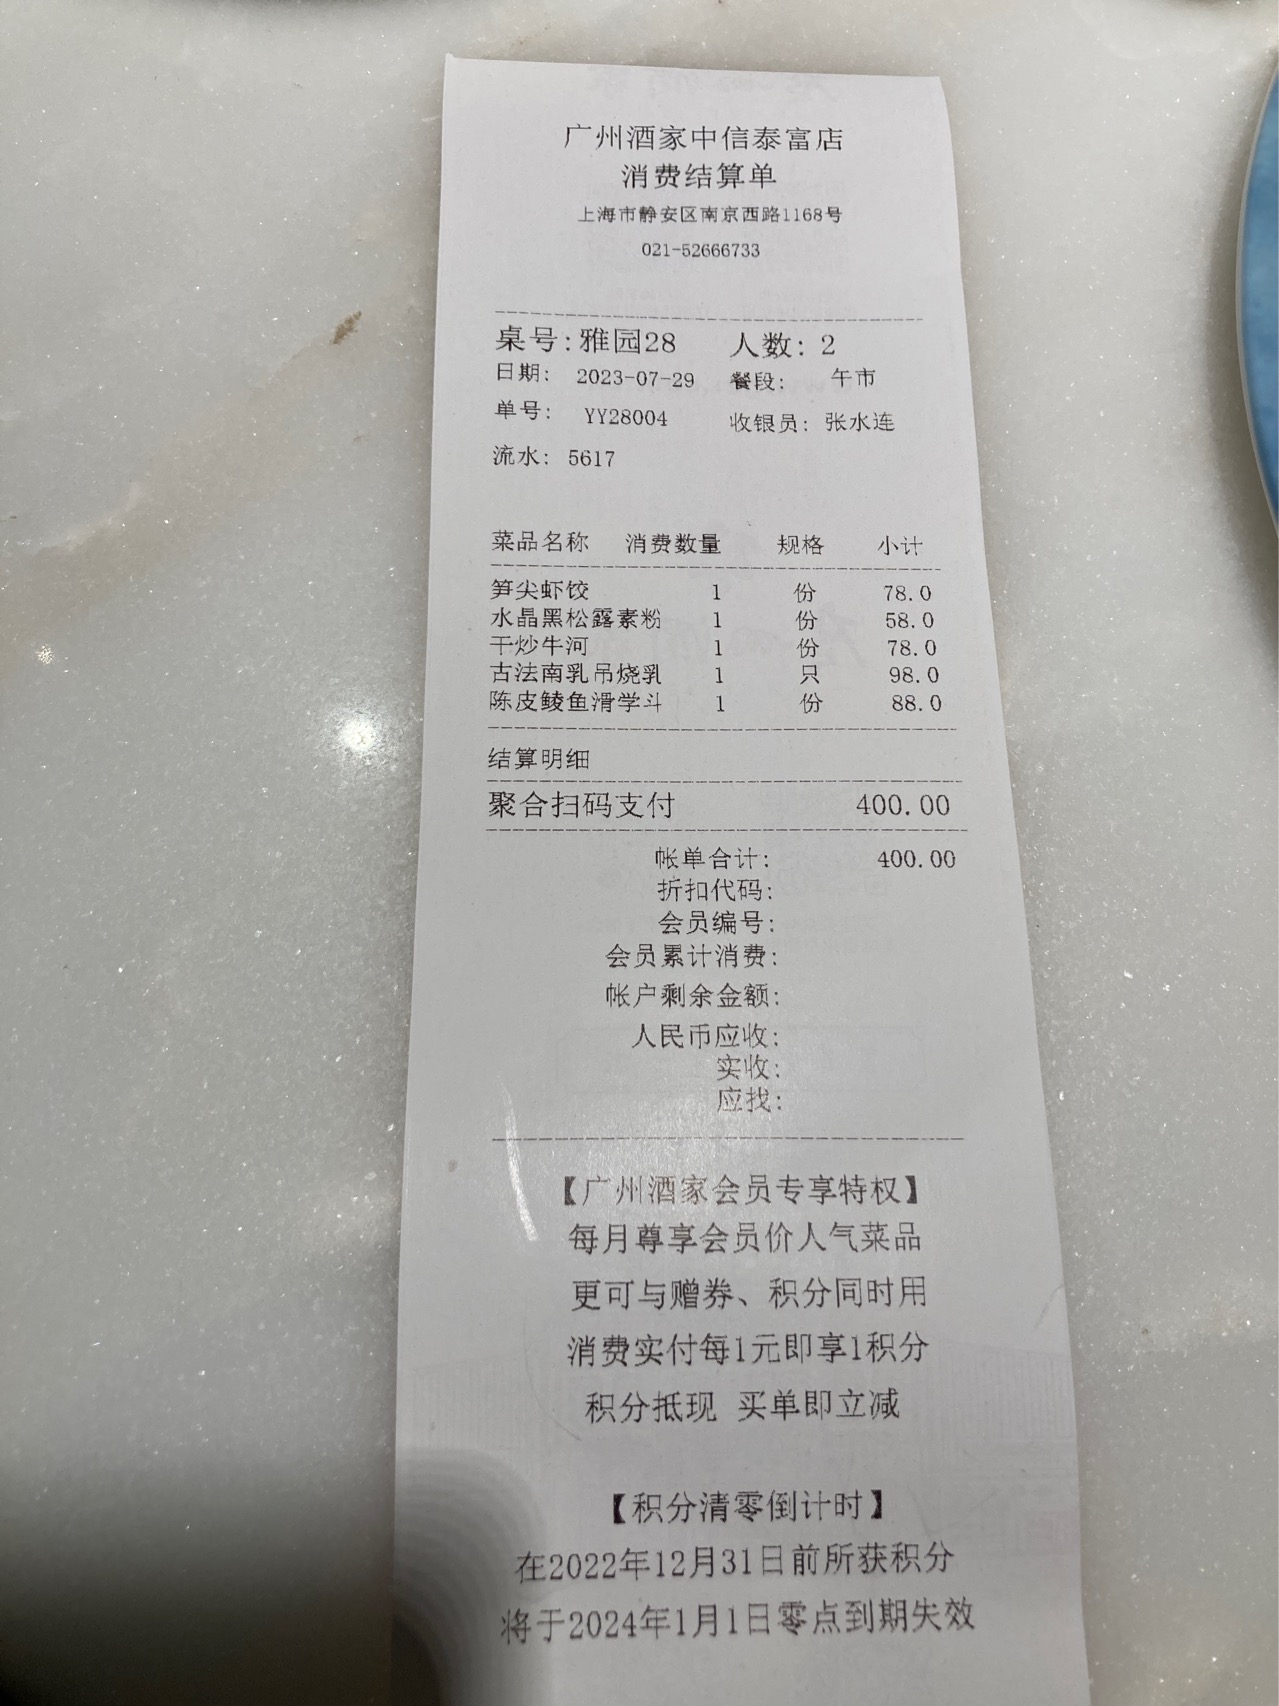 广州酒家中信泰富店
消费结算单
上海市静安区南京西路1168号
021-52666733
桌号:雅园28 人数: 2
日期: 2023-07-29 餐段: 午市
单号: YY28004 收银员: 张水连
流水: 5617
菜品名称 消费数量 规格 小计
笋尖虾饺 1 份 78.0
水晶黑松露素粉 1 份 58.0
干炒牛河 1 份 78.0
古法南乳吊烧乳 1 只 98.0
陈皮鲮鱼滑学斗 1 份 88.0
结算明细
聚合扫码支付 400.00
帐单合计: 400.00
折扣代码:
会员编号:
会员累计消费:
帐户剩余金额:
人民币应收:
实收:
应找:
【广州酒家会员专享特权】
每月尊享会员价人气菜品
更可与赠券、积分同时用
消费实付每1元即享1积分
积分抵现 买单即立减
【积分清零倒计时】
在2022年12月31日前所获积分
将于2024年1月1日零点到期失效